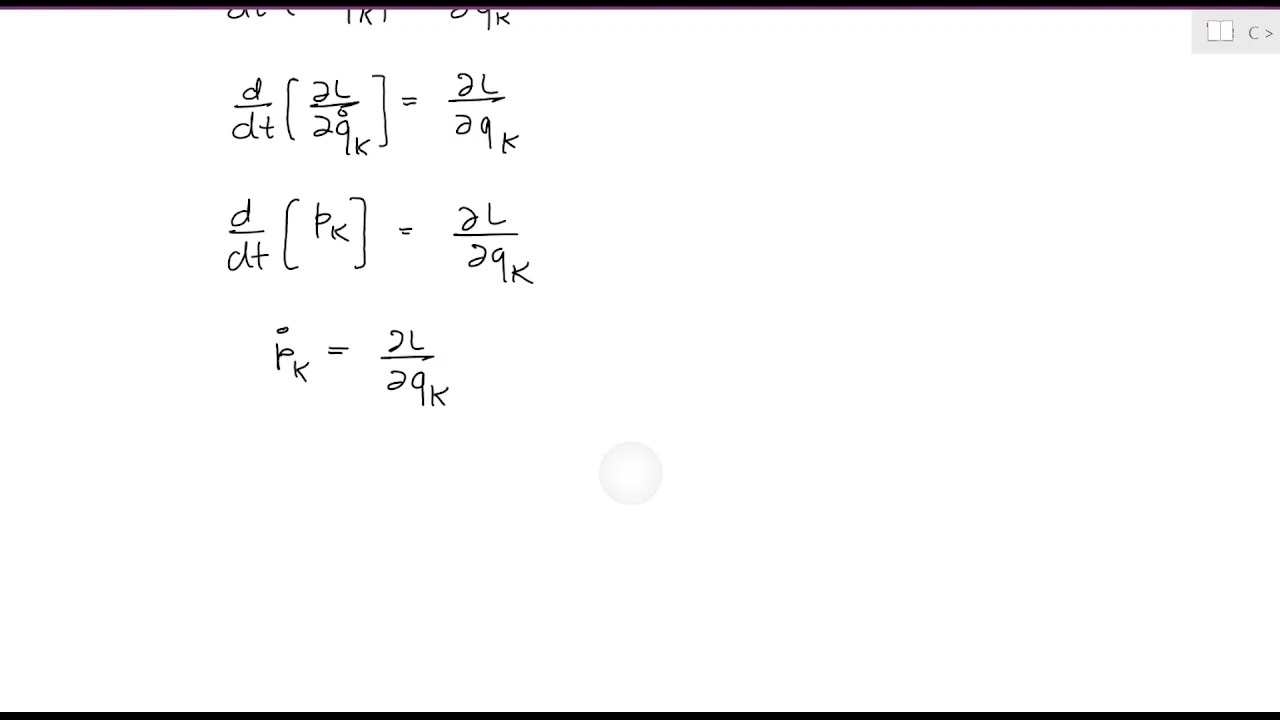 C >
d/dt [ ∂L/∂q̇_K ] = ∂L/∂q_K
d/dt [ p_K ] = ∂L/∂q_K
ṗ_K = ∂L/∂q_K